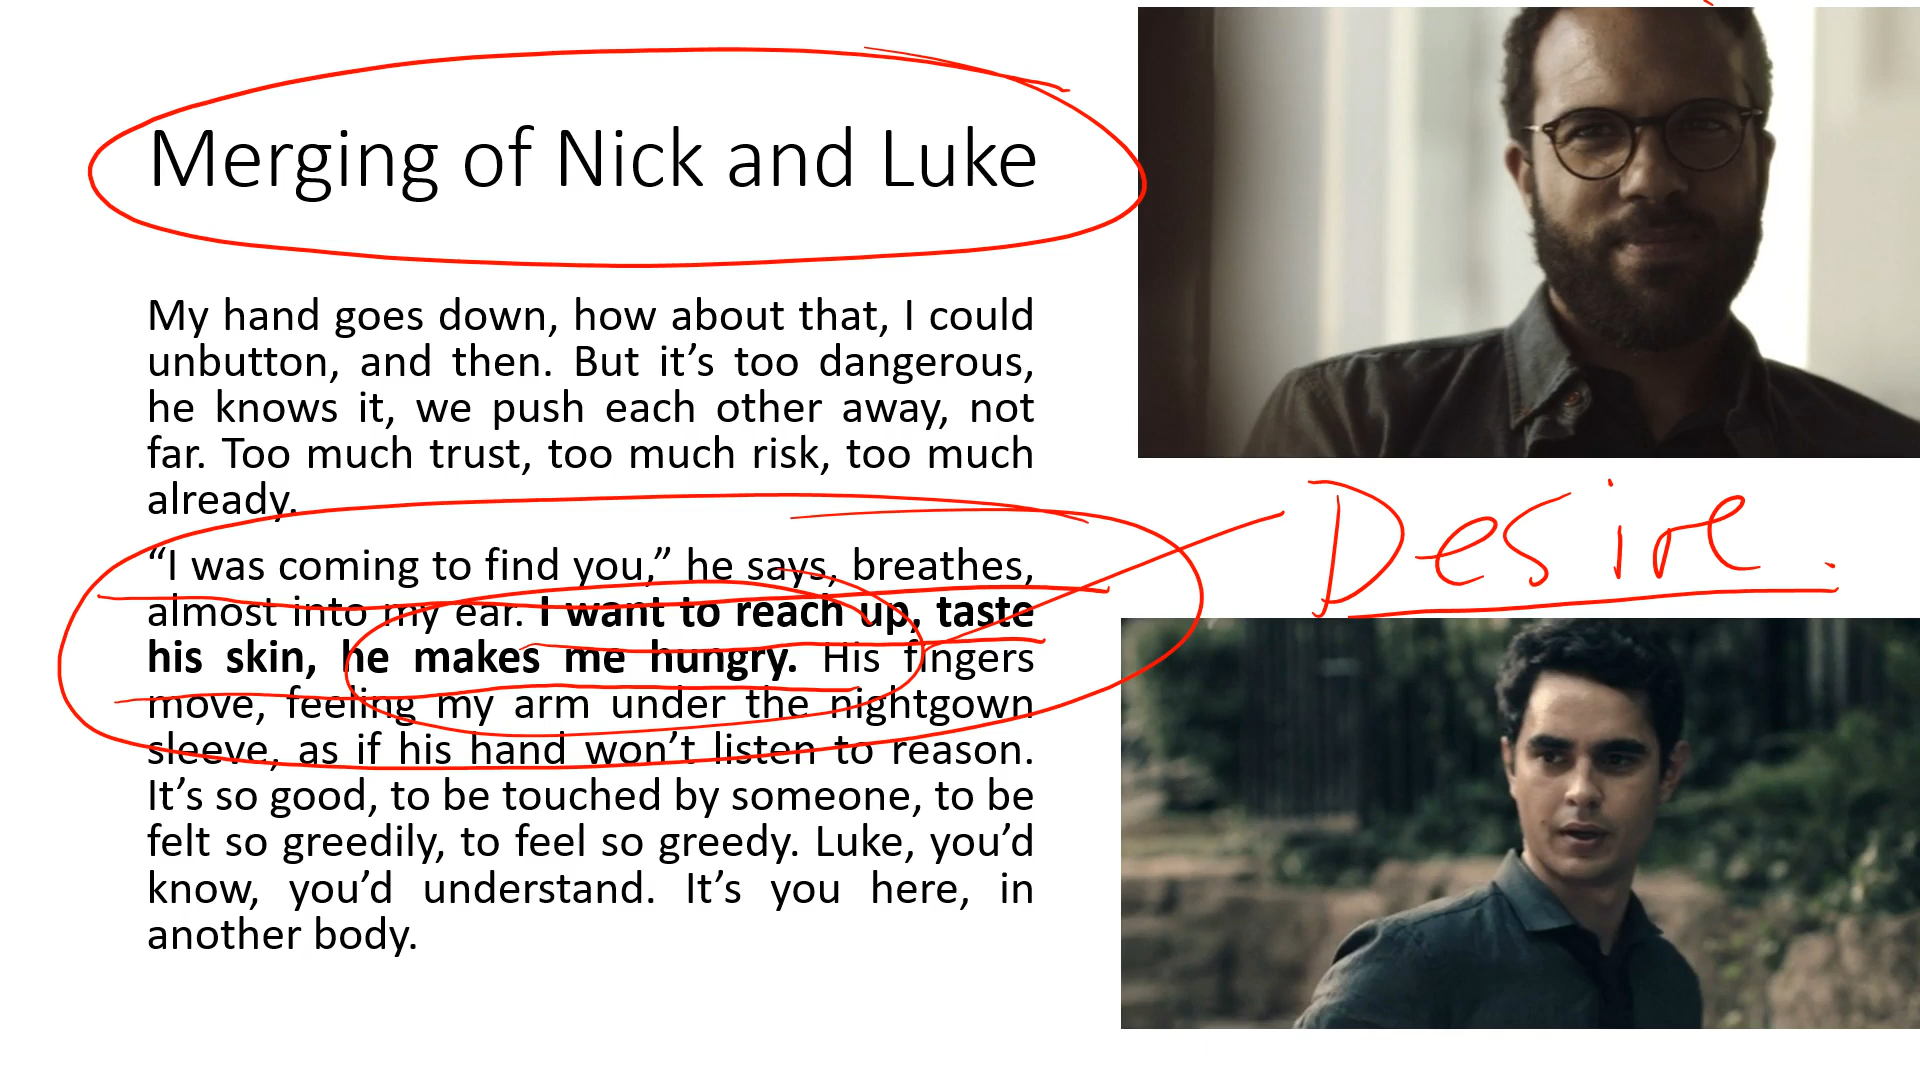 Merging of Nick and Luke
My hand goes down, how about that, I could
unbutton, and then. But it’s too dangerous,
he knows it, we push each other away, not
far. Too much trust, too much risk, too much
already.
“I was coming to find you,” he says, breathes,
almost into my ear. I want to reach up, taste
his skin, he makes me hungry. His fingers
move, feeling my arm under the nightgown
sleeve, as if his hand won’t listen to reason.
It’s so good, to be touched by someone, to be
felt so greedily, to feel so greedy. Luke, you’d
know, you’d understand. It’s you here, in
another body.
Desire.